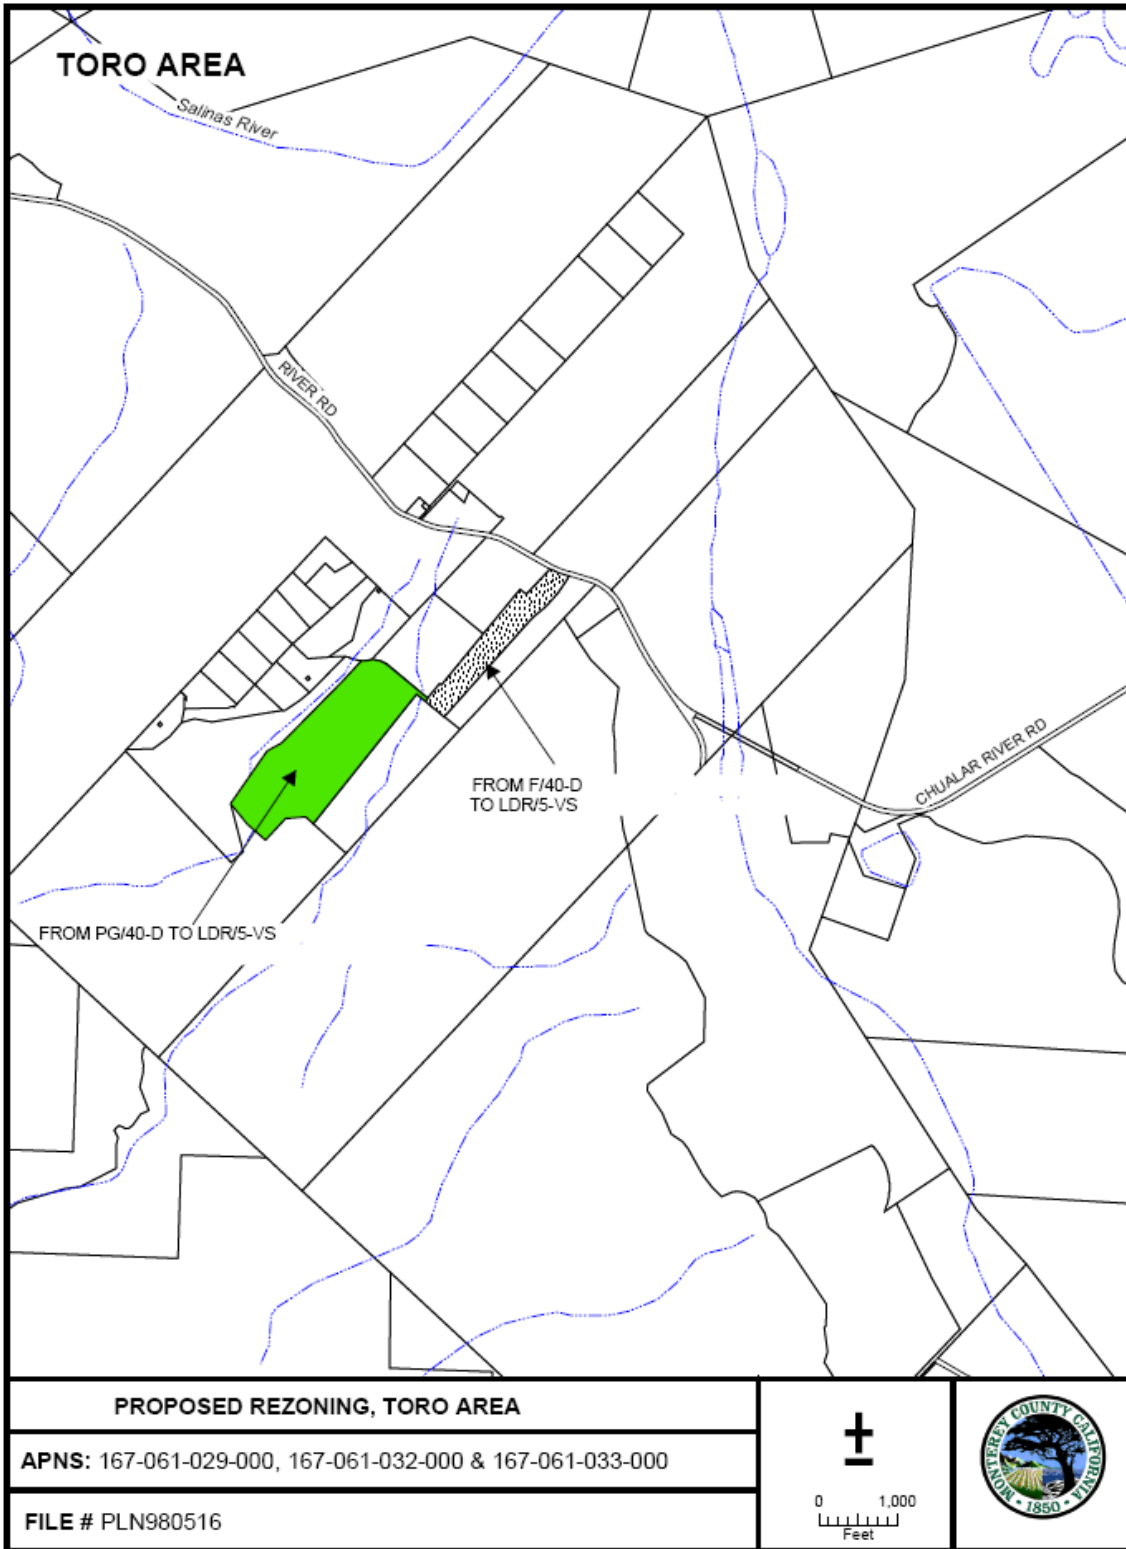 TORO AREA
Salinas River
RIVER RD
FROM F/40-D
TO LDR/5-VS
CHUALAR RIVER RD
FROM PG/40-D TO LDR/5-VS
PROPOSED REZONING, TORO AREA
APNS: 167-061-029-000, 167-061-032-000 & 167-061-033-000
FILE # PLN980516
0 1,000
Feet
MONTEREY COUNTY CALIFORNIA
• 1850 •